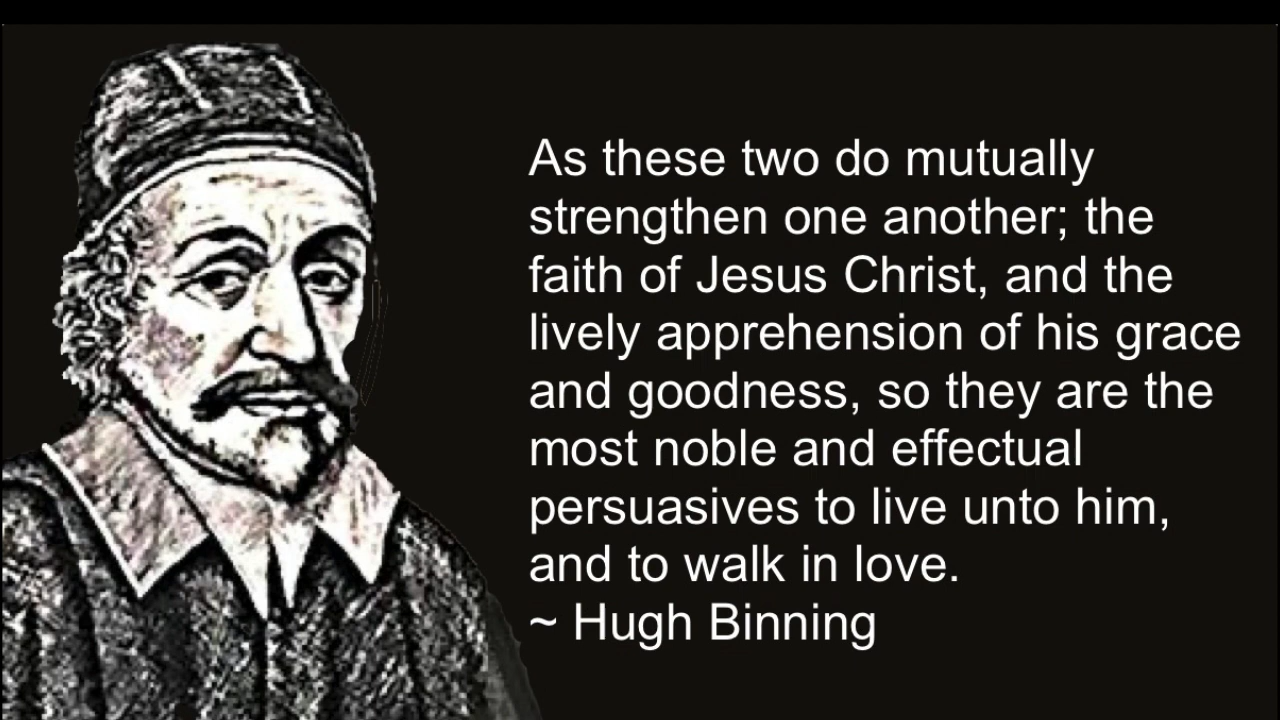 As these two do mutually
strengthen one another; the
faith of Jesus Christ, and the
lively apprehension of his grace
and goodness, so they are the
most noble and effectual
persuasives to live unto him,
and to walk in love.
~ Hugh Binning